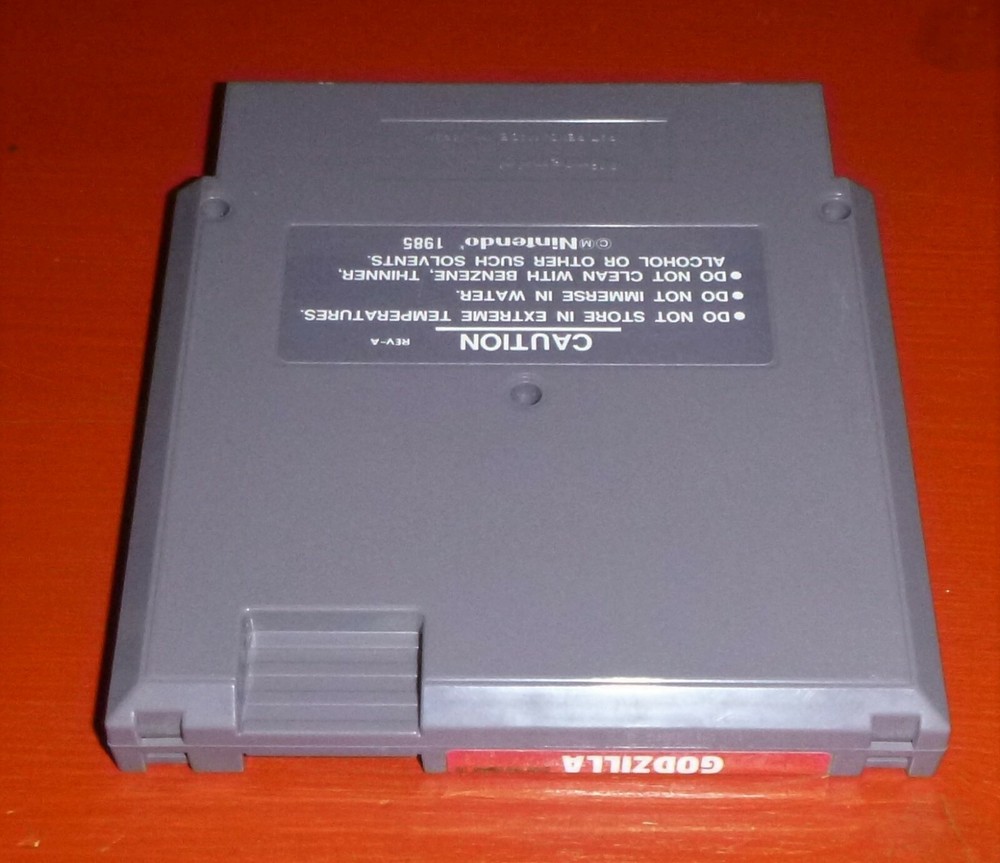 CAUTION REV-A
● DO NOT STORE IN EXTREME TEMPERATURES.
● DO NOT IMMERSE IN WATER.
● DO NOT CLEAN WITH BENZENE, THINNER,
ALCOHOL OR OTHER SUCH SOLVENTS.
ⒸⓂ Nintendo® 1985
GODZILLA